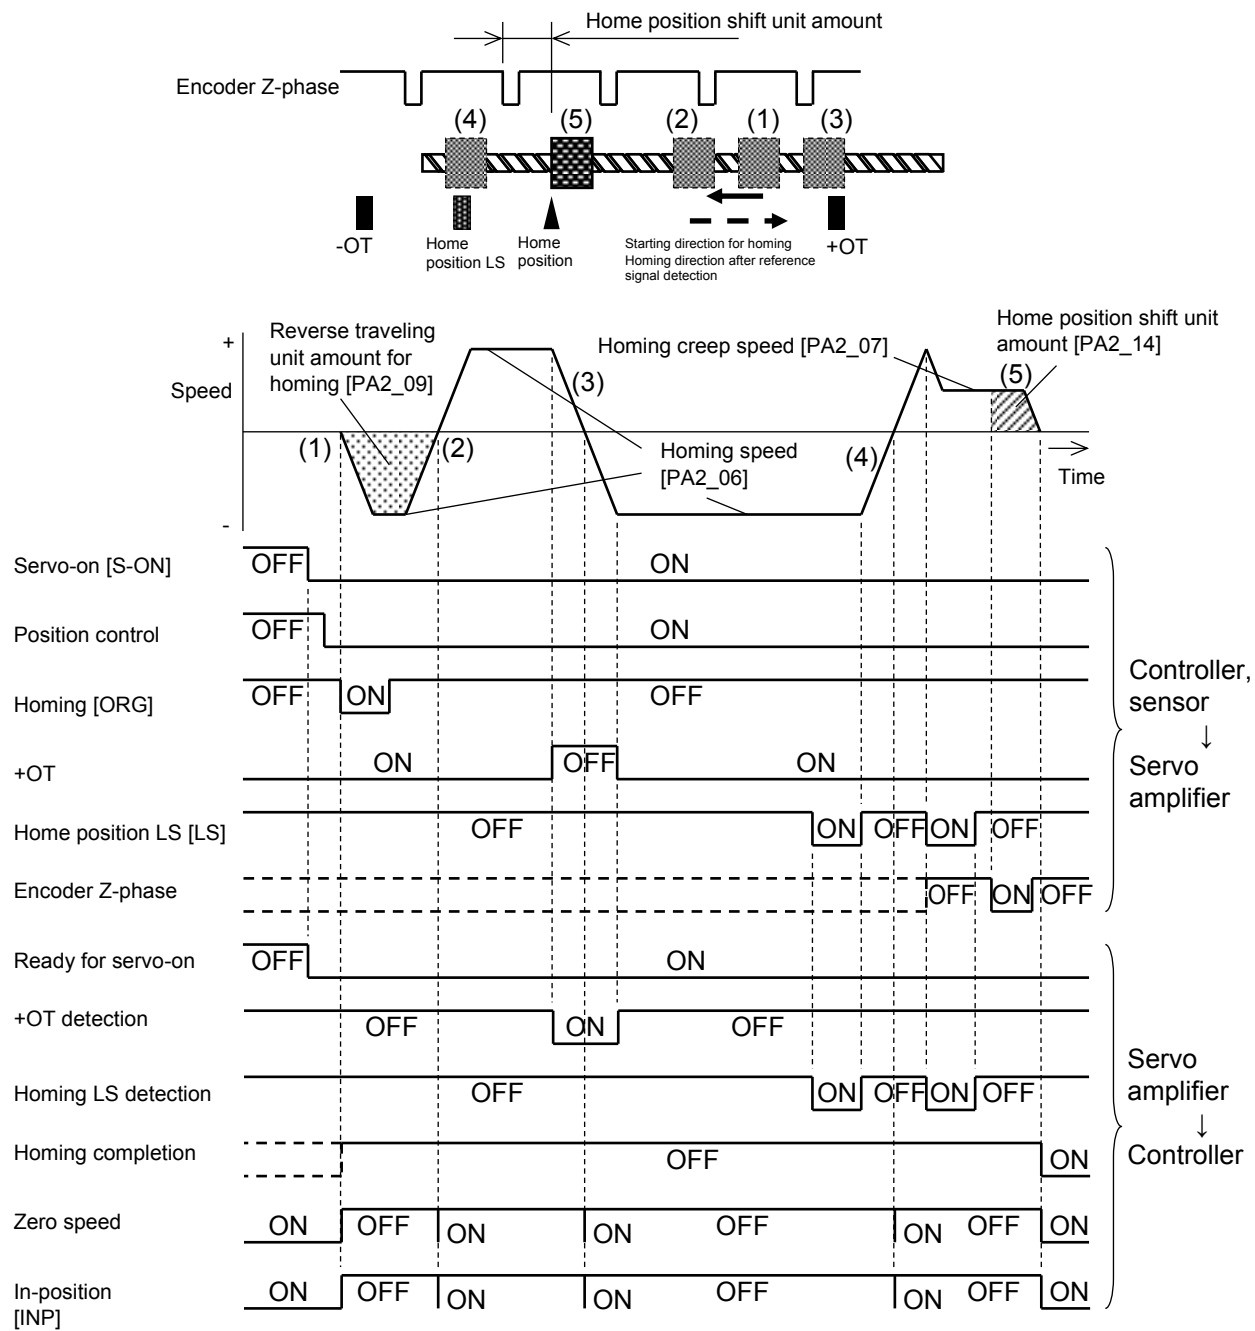 Home position shift unit amount
Encoder Z-phase
(4) (5) (2) (1) (3)
-OT
Home
position LS
Home
position
Starting direction for homing
Homing direction after reference
signal detection
+OT
Reverse traveling
unit amount for
homing [PA2_09]
Homing creep speed [PA2_07]
Home position shift unit
amount [PA2_14]
+
Speed
-
(1) (2) (3) (4) (5)
Homing speed
[PA2_06]
Time
Servo-on [S-ON] OFF ON
Position control OFF ON
Homing [ORG] OFF ON OFF
+OT ON OFF ON
Home position LS [LS] OFF ON OFF ON OFF
Encoder Z-phase OFF ON OFF
Controller,
sensor
↓
Servo
amplifier
Ready for servo-on OFF ON
+OT detection OFF ON OFF
Homing LS detection OFF ON OFF ON OFF
Homing completion OFF ON
Zero speed ON OFF ON ON OFF ON OFF ON
In-position
[INP]
ON OFF ON ON OFF ON OFF ON
Servo
amplifier
↓
Controller